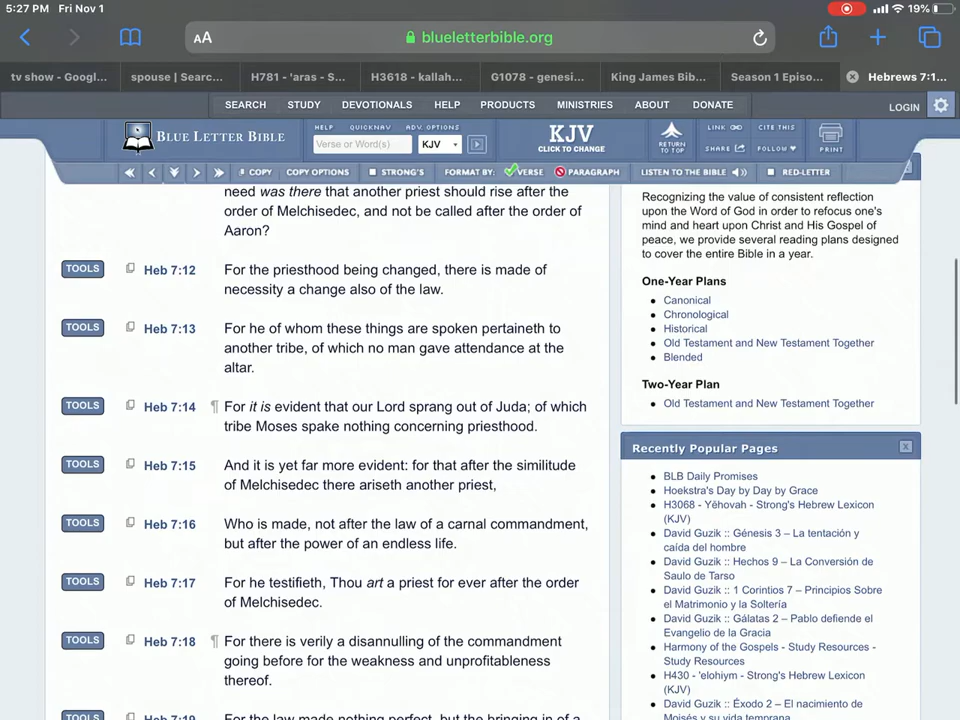 5:27 PM Fri Nov 1
19%
AA
blueletterbible.org
tv show - Googl...
spouse | Searc...
H781 - 'aras - S...
H3618 - kallah...
G1078 - genesi...
King James Bib...
Season 1 Episo...
Hebrews 7:1...
SEARCH STUDY DEVOTIONALS HELP PRODUCTS MINISTRIES ABOUT DONATE
LOGIN
BLUE LETTER BIBLE
HELP QUICKNAV ADV. OPTIONS
Verse or Word(s)
KJV
KJV
CLICK TO CHANGE
RETURN
TO TOP
LINK CITE THIS
SHARE FOLLOW
PRINT
COPY COPY OPTIONS STRONG'S FORMAT BY: VERSE PARAGRAPH LISTEN TO THE BIBLE RED-LETTER
need was there that another priest should rise after the
order of Melchisedec, and not be called after the order of
Aaron?
TOOLS Heb 7:12 For the priesthood being changed, there is made of
necessity a change also of the law.
TOOLS Heb 7:13 For he of whom these things are spoken pertaineth to
another tribe, of which no man gave attendance at the
altar.
TOOLS Heb 7:14 ¶ For it is evident that our Lord sprang out of Juda; of which
tribe Moses spake nothing concerning priesthood.
TOOLS Heb 7:15 And it is yet far more evident: for that after the similitude
of Melchisedec there ariseth another priest,
TOOLS Heb 7:16 Who is made, not after the law of a carnal commandment,
but after the power of an endless life.
TOOLS Heb 7:17 For he testifieth, Thou art a priest for ever after the order
of Melchisedec.
TOOLS Heb 7:18 ¶ For there is verily a disannulling of the commandment
going before for the weakness and unprofitableness
thereof.
TOOLS Heb 7:19 For the law made nothing perfect, but the bringing in of a
Recognizing the value of consistent reflection
upon the Word of God in order to refocus one's
mind and heart upon Christ and His Gospel of
peace, we provide several reading plans designed
to cover the entire Bible in a year.
One-Year Plans
Canonical
Chronological
Historical
Old Testament and New Testament Together
Blended
Two-Year Plan
Old Testament and New Testament Together
Recently Popular Pages
BLB Daily Promises
Hoekstra's Day by Day by Grace
H3068 - Yĕhovah - Strong's Hebrew Lexicon
(KJV)
David Guzik :: Génesis 3 – La tentación y
caída del hombre
David Guzik :: Hechos 9 – La Conversión de
Saulo de Tarso
David Guzik :: 1 Corintios 7 – Principios Sobre
el Matrimonio y la Soltería
David Guzik :: Gálatas 2 – Pablo defiende el
Evangelio de la Gracia
Harmony of the Gospels - Study Resources -
Study Resources
H430 - 'elohiym - Strong's Hebrew Lexicon
(KJV)
David Guzik :: Éxodo 2 – El nacimiento de
Moisés y su vida temprana